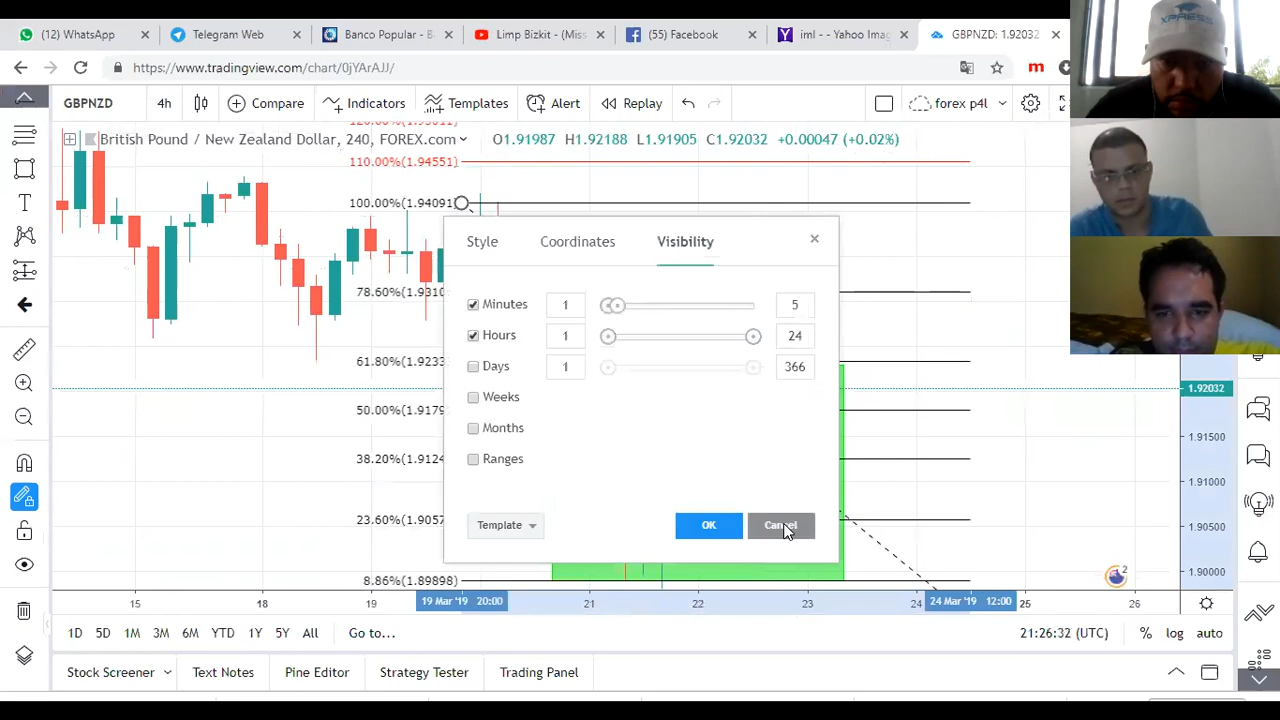 (12) WhatsApp
Telegram Web
Banco Popular - B
Limp Bizkit - (Miss
(55) Facebook
iml - - Yahoo Imag
GBPNZD: 1.92032
https://www.tradingview.com/chart/0jYArAJJ/
m
XPRESS
GBPNZD
4h
Compare
Indicators
Templates
Alert
Replay
forex p4l
British Pound / New Zealand Dollar, 240, FOREX.com
O1.91987 H1.92188 L1.91905 C1.92032 +0.00047 (+0.02%)
110.00%(1.94551)
100.00%(1.94091)
78.60%(1.9310
61.80%(1.9233
50.00%(1.9179
38.20%(1.9124
23.60%(1.9057
8.86%(1.89898)
Style
Coordinates
Visibility
Minutes 1 5
Hours 1 24
Days 1 366
Weeks
Months
Ranges
Template
OK
Cancel
1.92032
1.91500
1.91000
1.90500
1.90000
2
15
18
19
19 Mar '19 20:00
21
22
23
24
24 Mar '19 12:00
25
26
1D 5D 1M 3M 6M YTD 1Y 5Y All
Go to...
21:26:32 (UTC)
% log auto
Stock Screener
Text Notes
Pine Editor
Strategy Tester
Trading Panel